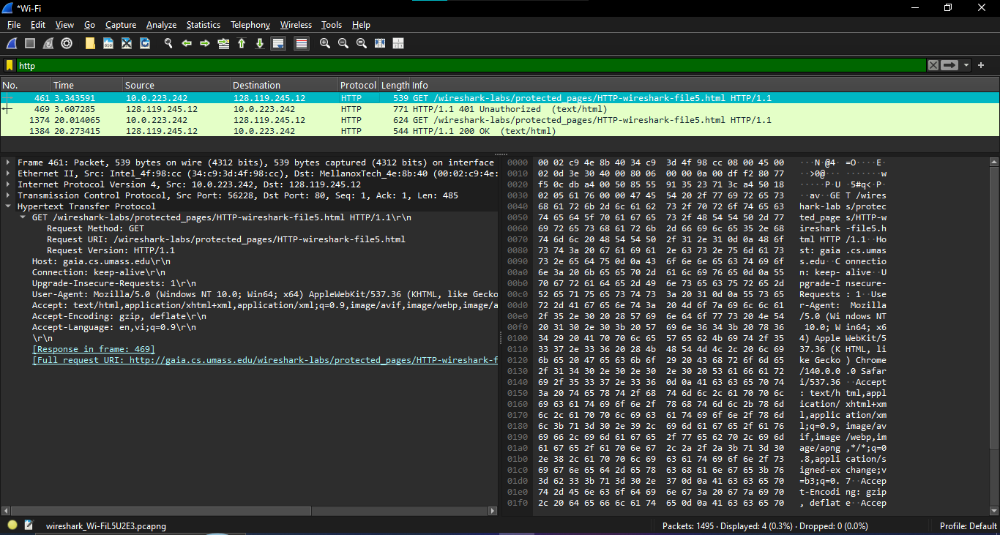 *Wi-Fi
File Edit View Go Capture Analyze Statistics Telephony Wireless Tools Help
http
No. Time Source Destination Protocol Length Info
461 3.343591 10.0.223.242 128.119.245.12 HTTP 539 GET /wireshark-labs/protected_pages/HTTP-wireshark-file5.html HTTP/1.1
469 3.607285 128.119.245.12 10.0.223.242 HTTP 771 HTTP/1.1 401 Unauthorized (text/html)
1374 20.014065 10.0.223.242 128.119.245.12 HTTP 624 GET /wireshark-labs/protected_pages/HTTP-wireshark-file5.html HTTP/1.1
1384 20.273415 128.119.245.12 10.0.223.242 HTTP 544 HTTP/1.1 200 OK (text/html)
Frame 461: Packet, 539 bytes on wire (4312 bits), 539 bytes captured (4312 bits) on interface
Ethernet II, Src: Intel_4f:98:cc (34:c9:3d:4f:98:cc), Dst: MellanoxTech_4e:8b:40 (00:02:c9:4e:
Internet Protocol Version 4, Src: 10.0.223.242, Dst: 128.119.245.12
Transmission Control Protocol, Src Port: 56228, Dst Port: 80, Seq: 1, Ack: 1, Len: 485
Hypertext Transfer Protocol
GET /wireshark-labs/protected_pages/HTTP-wireshark-file5.html HTTP/1.1\r\n
Request Method: GET
Request URI: /wireshark-labs/protected_pages/HTTP-wireshark-file5.html
Request Version: HTTP/1.1
Host: gaia.cs.umass.edu\r\n
Connection: keep-alive\r\n
Upgrade-Insecure-Requests: 1\r\n
User-Agent: Mozilla/5.0 (Windows NT 10.0; Win64; x64) AppleWebKit/537.36 (KHTML, like Gecko
Accept: text/html,application/xhtml+xml,application/xml;q=0.9,image/avif,image/webp,image/a
Accept-Encoding: gzip, deflate\r\n
Accept-Language: en,vi;q=0.9\r\n
\r\n
[Response in frame: 469]
[Full request URI: http://gaia.cs.umass.edu/wireshark-labs/protected_pages/HTTP-wireshark-f
0000 00 02 c9 4e 8b 40 34 c9 3d 4f 98 cc 08 00 45 00 ···N·@4· =O····E·
0010 02 0d 3e 30 40 00 80 06 00 00 0a 00 df f2 80 77 ··>0@··· ·······w
0020 f5 0c db a4 00 50 85 55 91 35 23 71 3c a4 50 18 ·····P·U ·5#q<·P·
0030 02 05 61 76 00 00 47 45 54 20 2f 77 69 72 65 73 ··av··GE T /wires
0040 68 61 72 6b 2d 6c 61 62 73 2f 70 72 6f 74 65 63 hark-lab s/protec
0050 74 65 64 5f 70 61 67 65 73 2f 48 54 54 50 2d 77 ted_page s/HTTP-w
0060 69 72 65 73 68 61 72 6b 2d 66 69 6c 65 35 2e 68 ireshark -file5.h
0070 74 6d 6c 20 48 54 54 50 2f 31 2e 31 0d 0a 48 6f tml HTTP /1.1··Ho
0080 73 74 3a 20 67 61 69 61 2e 63 73 2e 75 6d 61 73 st: gaia .cs.umas
0090 73 2e 65 64 75 0d 0a 43 6f 6e 6e 65 63 74 69 6f s.edu··C onnectio
00a0 6e 3a 20 6b 65 65 70 2d 61 6c 69 76 65 0d 0a 55 n: keep- alive··U
00b0 70 67 72 61 64 65 2d 49 6e 73 65 63 75 72 65 2d pgrade-I nsecure-
00c0 52 65 71 75 65 73 74 73 3a 20 31 0d 0a 55 73 65 Requests : 1··Use
00d0 72 2d 41 67 65 6e 74 3a 20 4d 6f 7a 69 6c 6c 61 r-Agent: Mozilla
00e0 2f 35 2e 30 20 28 57 69 6e 64 6f 77 73 20 4e 54 /5.0 (Wi ndows NT
00f0 20 31 30 2e 30 3b 20 57 69 6e 36 34 3b 20 78 36 10.0; W in64; x6
0100 34 29 20 41 70 70 6c 65 57 65 62 4b 69 74 2f 35 4) Apple WebKit/5
0110 33 37 2e 33 36 20 28 4b 48 54 4d 4c 2c 20 6c 69 37.36 (K HTML, li
0120 6b 65 20 47 65 63 6b 6f 29 20 43 68 72 6f 6d 65 ke Gecko ) Chrome
0130 2f 31 34 30 2e 30 2e 30 2e 30 20 53 61 66 61 72 /140.0.0 .0 Safar
0140 69 2f 35 33 37 2e 33 36 0d 0a 41 63 63 65 70 74 i/537.36 ··Accept
0150 3a 20 74 65 78 74 2f 68 74 6d 6c 2c 61 70 70 6c : text/h tml,appl
0160 69 63 61 74 69 6f 6e 2f 78 68 74 6d 6c 2b 78 6d ication/ xhtml+xm
0170 6c 2c 61 70 70 6c 69 63 61 74 69 6f 6e 2f 78 6d l,applic ation/xm
0180 6c 3b 71 3d 30 2e 39 2c 69 6d 61 67 65 2f 61 76 l;q=0.9, image/av
0190 69 66 2c 69 6d 61 67 65 2f 77 65 62 70 2c 69 6d if,image /webp,im
01a0 61 67 65 2f 61 70 6e 67 2c 2a 2f 2a 3b 71 3d 30 age/apng ,*/*;q=0
01b0 2e 38 2c 61 70 70 6c 69 63 61 74 69 6f 6e 2f 73 .8,appli cation/s
01c0 69 67 6e 65 64 2d 65 78 63 68 61 6e 67 65 3b 76 igned-ex change;v
01d0 3d 62 33 3b 71 3d 30 2e 37 0d 0a 41 63 63 65 70 =b3;q=0. 7··Accep
01e0 74 2d 45 6e 63 6f 64 69 6e 67 3a 20 67 7a 69 70 t-Encodi ng: gzip
01f0 2c 20 64 65 66 6c 61 74 65 0d 0a 41 63 63 65 70 , deflat e··Accep
wireshark_Wi-FiL5U2E3.pcapng
Packets: 1495 · Displayed: 4 (0.3%) · Dropped: 0 (0.0%)
Profile: Default